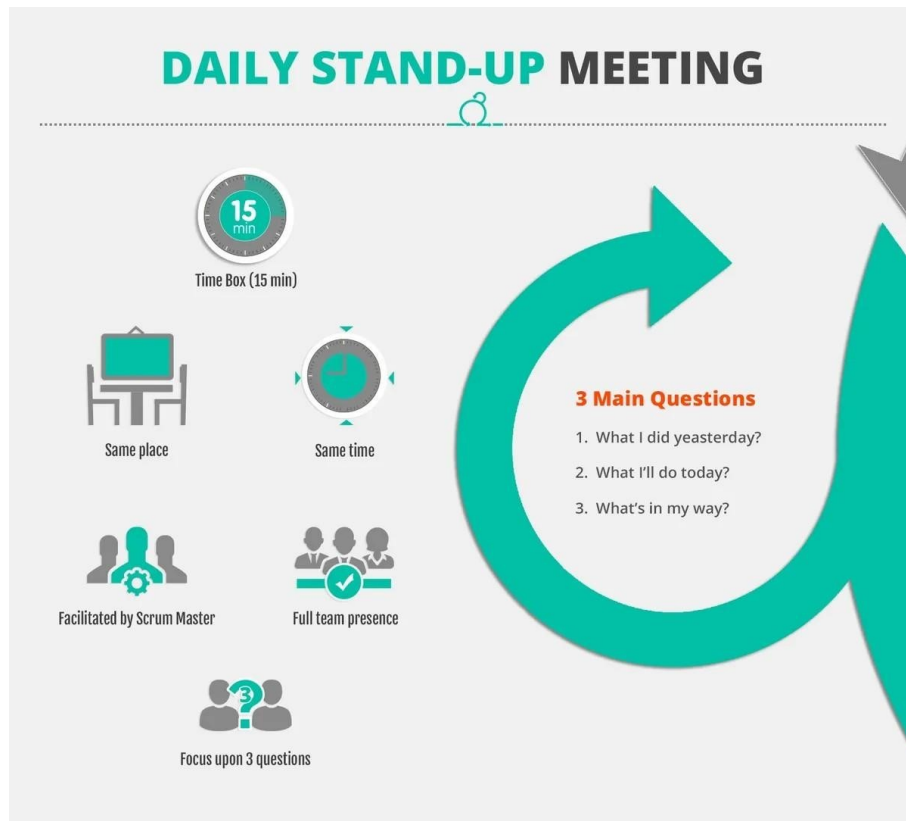 DAILY STAND-UP MEETING
15
min
Time Box (15 min)
Same place
Same time
Facilitated by Scrum Master
Full team presence
3
Focus upon 3 questions
3 Main Questions
1. What I did yeasterday?
2. What I'll do today?
3. What's in my way?